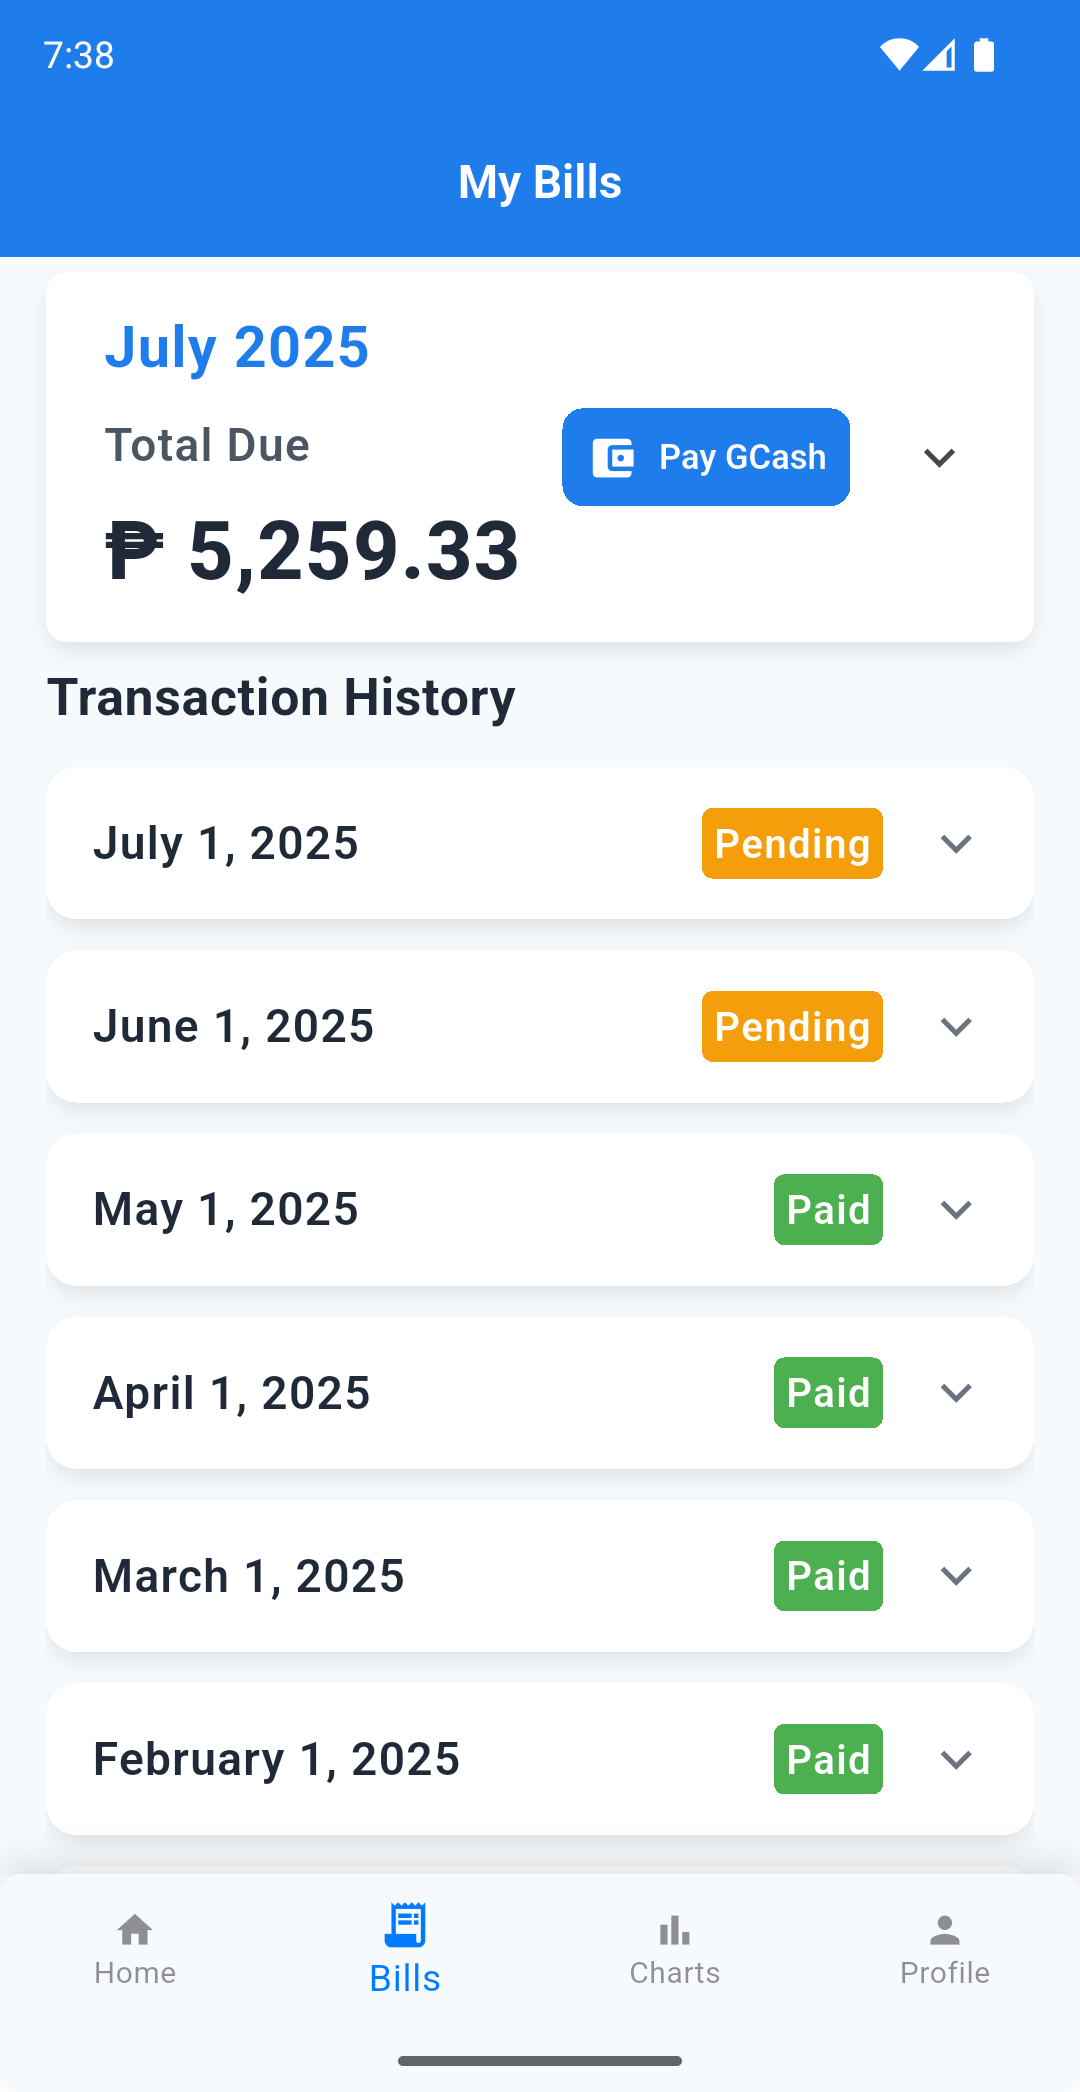 7:38
My Bills
July 2025
Total Due
Pay GCash
₱ 5,259.33
Transaction History
July 1, 2025 Pending
June 1, 2025 Pending
May 1, 2025 Paid
April 1, 2025 Paid
March 1, 2025 Paid
February 1, 2025 Paid
Home Bills Charts Profile